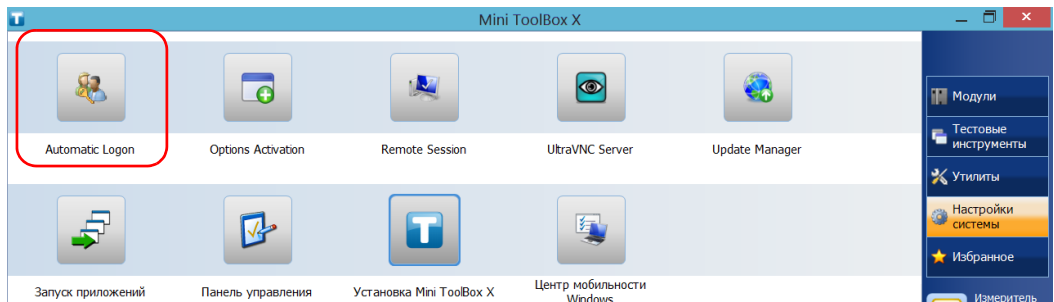 Mini ToolBox X
Automatic Logon
Options Activation
Remote Session
UltraVNC Server
Update Manager
Запуск приложений
Панель управления
Установка Mini ToolBox X
Центр мобильности
Windows
Модули
Тестовые
инструменты
Утилиты
Настройки
системы
Избранное
Измеритель